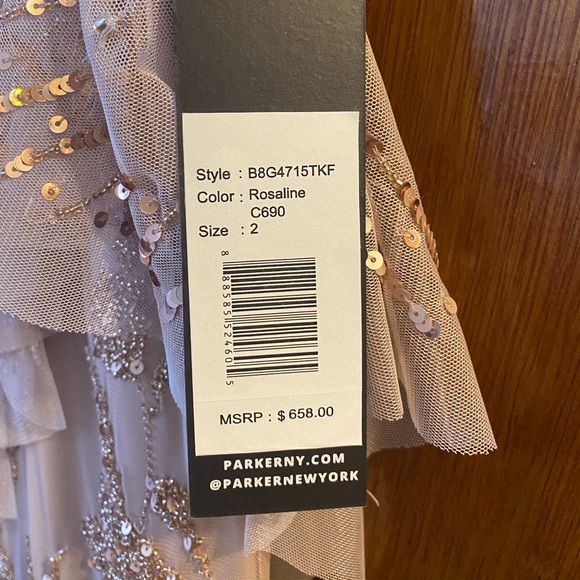 Style : B8G4715TKF
Color : Rosaline
C690
Size : 2
8 88585 52460 5
MSRP : $ 658.00
PARKERNY.COM
@PARKERNEWYORK